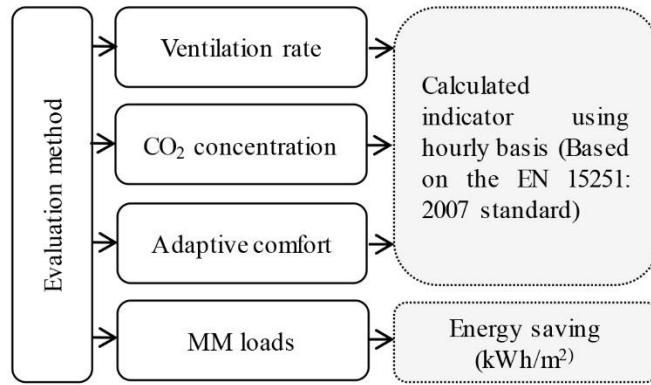 Evaluation method
Ventilation rate
CO₂ concentration
Adaptive comfort
MM loads
Calculated
indicator using
hourly basis (Based
on the EN 15251:
2007 standard)
Energy saving
(kWh/m²⁾